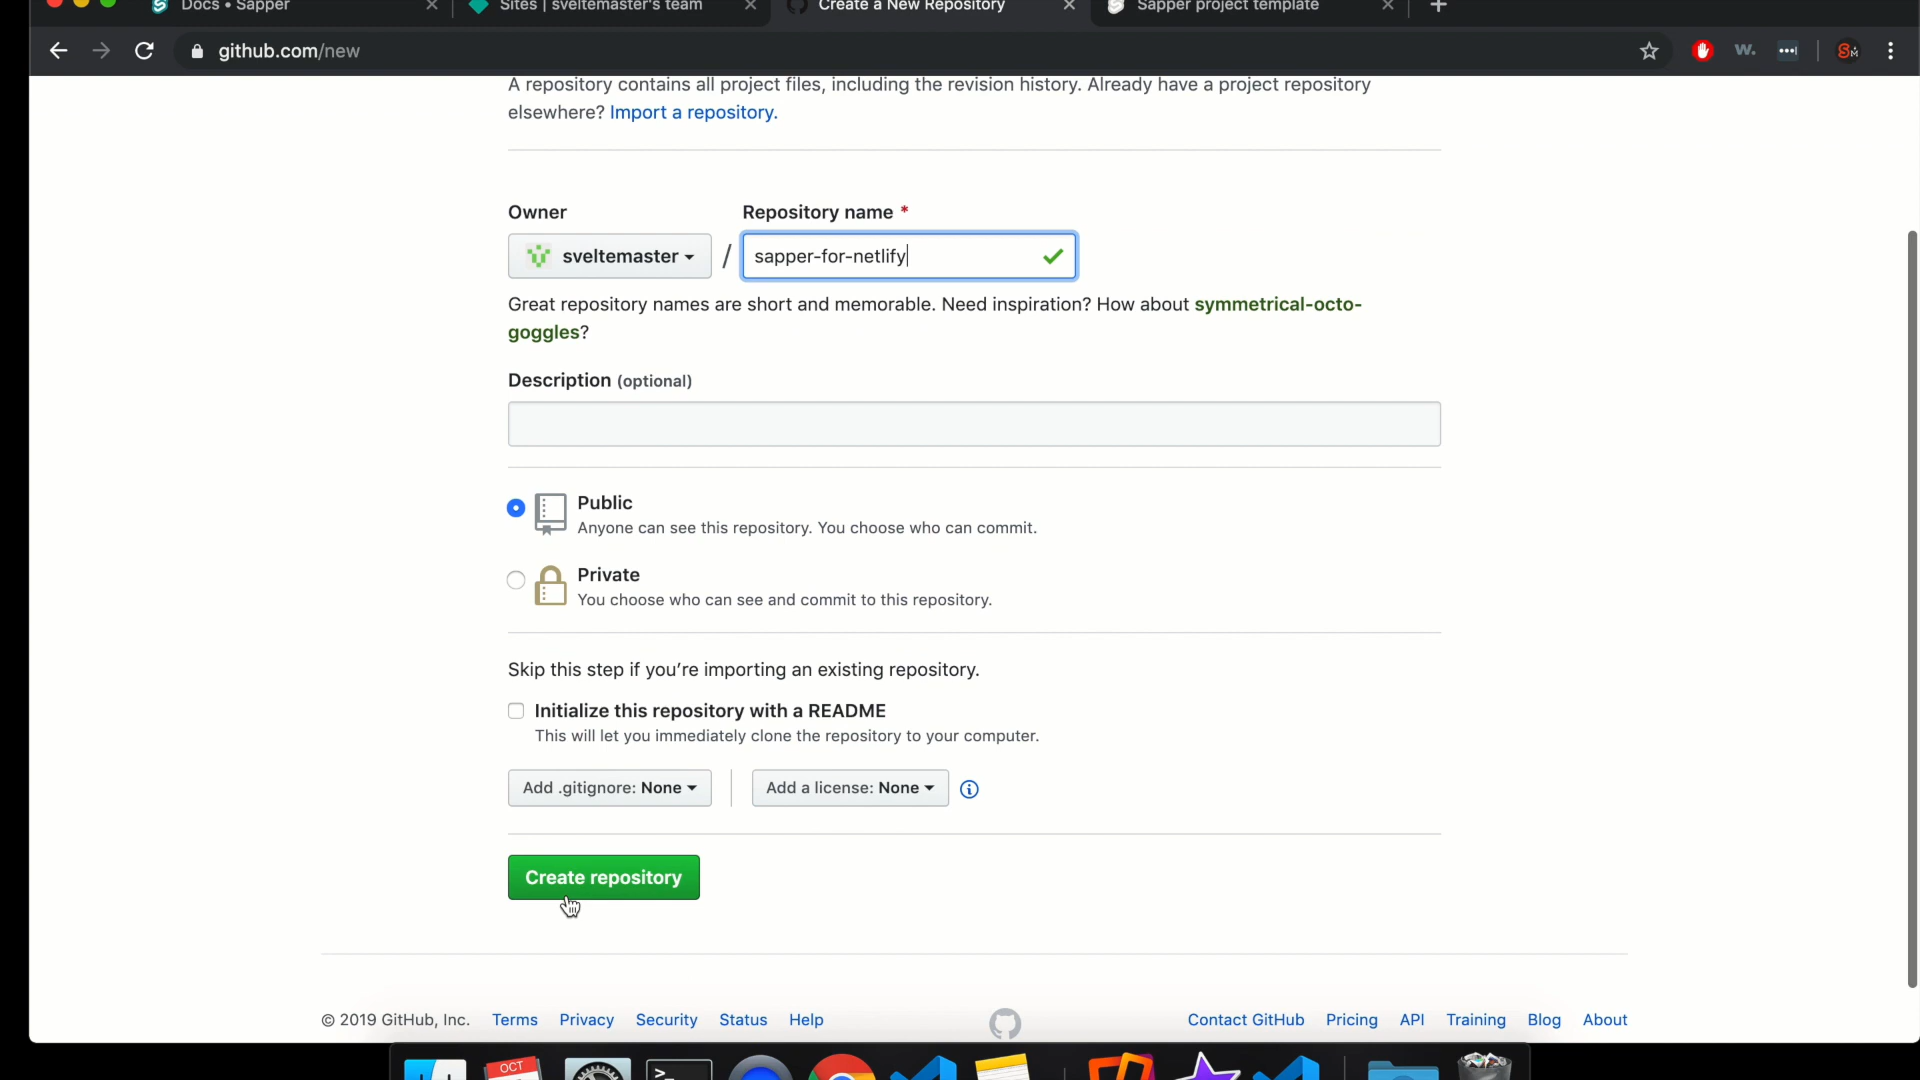 Docs • Sapper
Sites | sveltemaster's team
Create a New Repository
Sapper project template
github.com/new
A repository contains all project files, including the revision history. Already have a project repository
elsewhere? Import a repository.
Owner
Repository name *
sveltemaster
/
sapper-for-netlify
Great repository names are short and memorable. Need inspiration? How about symmetrical-octo-
goggles?
Description (optional)
Public
Anyone can see this repository. You choose who can commit.
Private
You choose who can see and commit to this repository.
Skip this step if you’re importing an existing repository.
Initialize this repository with a README
This will let you immediately clone the repository to your computer.
Add .gitignore: None
Add a license: None
Create repository
© 2019 GitHub, Inc. Terms Privacy Security Status Help
Contact GitHub Pricing API Training Blog About
OCT